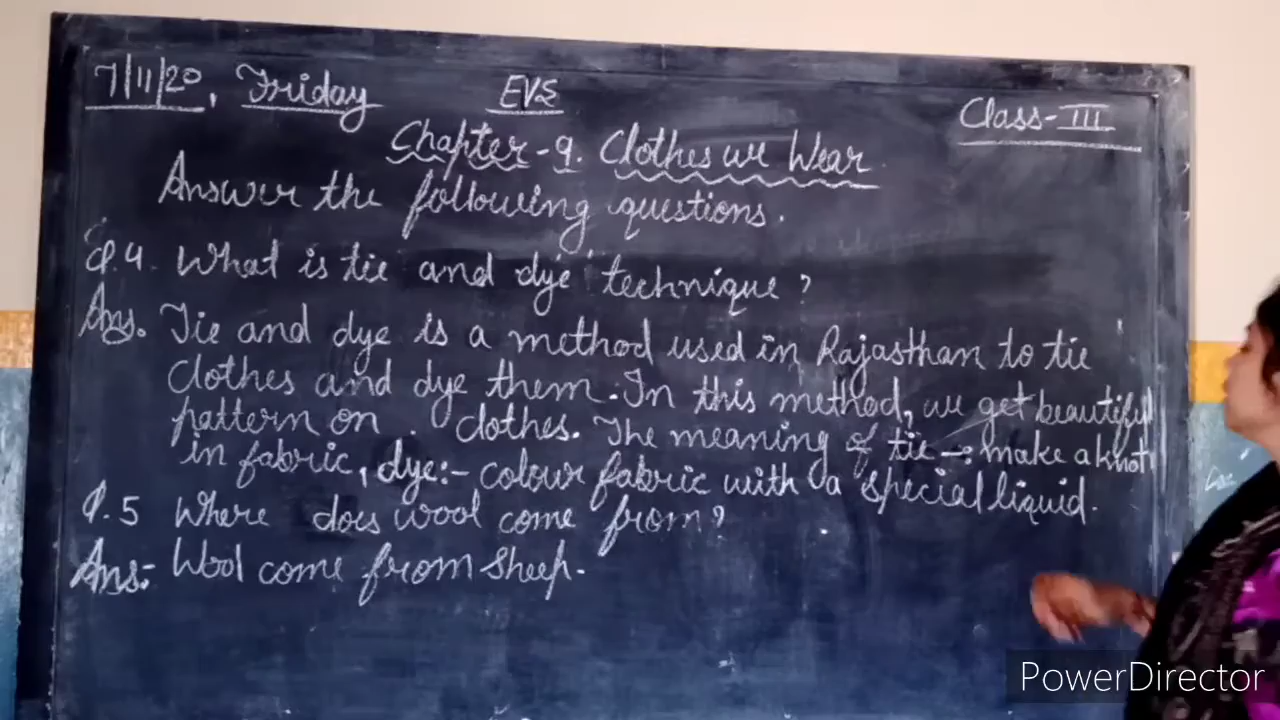 7/11/20, Friday EVS Class-III
Chapter-9. Clothes we Wear.
Answer the following questions.
Q.4. What is tie and dye technique?
Ans. Tie and dye is a method used in Rajasthan to tie
clothes and dye them. In this method, we get beautiful
pattern on clothes. The meaning of tie -: make a knot
in fabric, dye:- colour fabric with a special liquid.
Q.5 Where does wool come from?
Ans:- Wool come from sheep.
PowerDirector